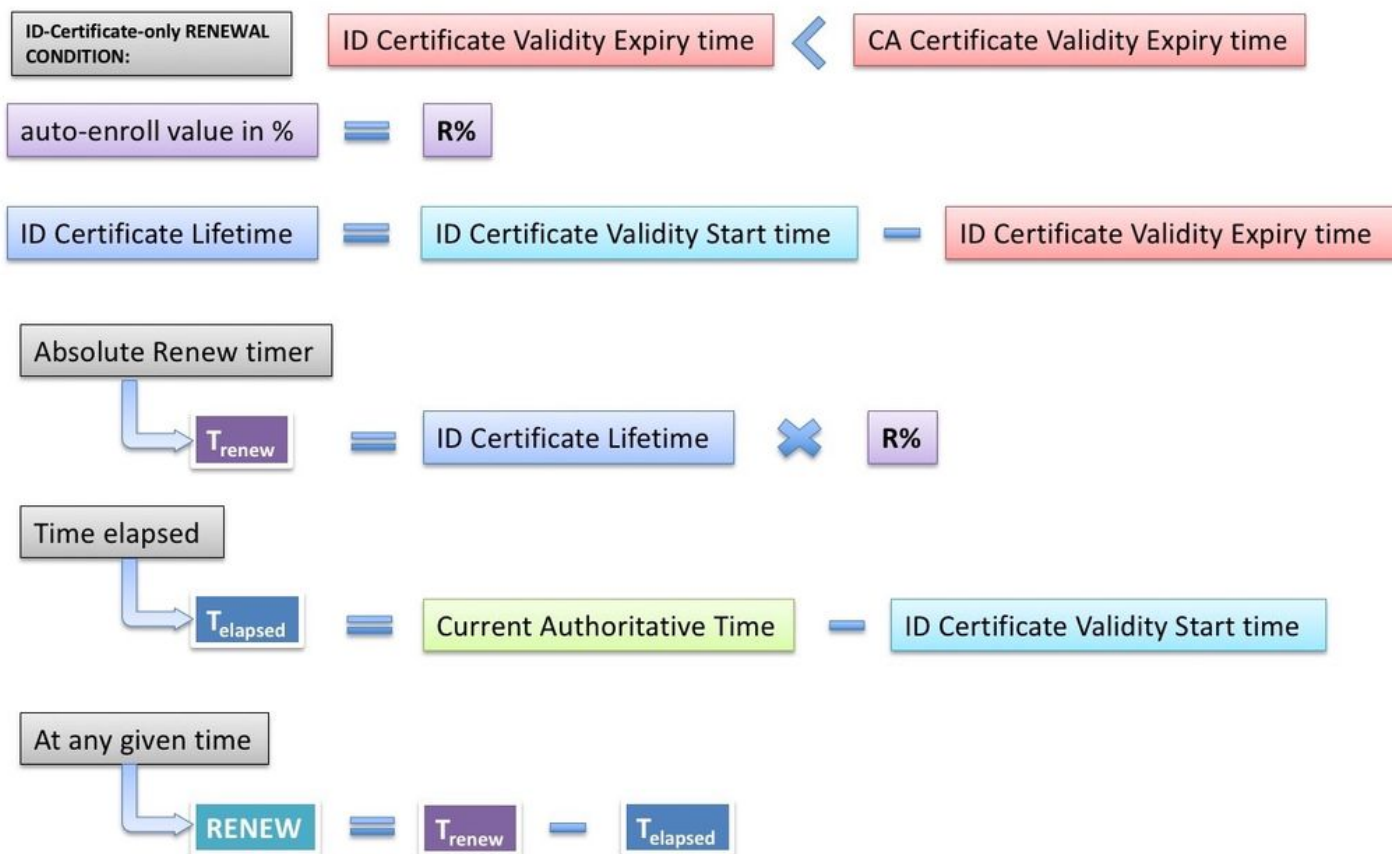 ID-Certificate-only RENEWAL
CONDITION:
ID Certificate Validity Expiry time < CA Certificate Validity Expiry time
auto-enroll value in % = R%
ID Certificate Lifetime = ID Certificate Validity Start time - ID Certificate Validity Expiry time
Absolute Renew timer
Trenew = ID Certificate Lifetime × R%
Time elapsed
Telapsed = Current Authoritative Time - ID Certificate Validity Start time
At any given time
RENEW = Trenew - Telapsed